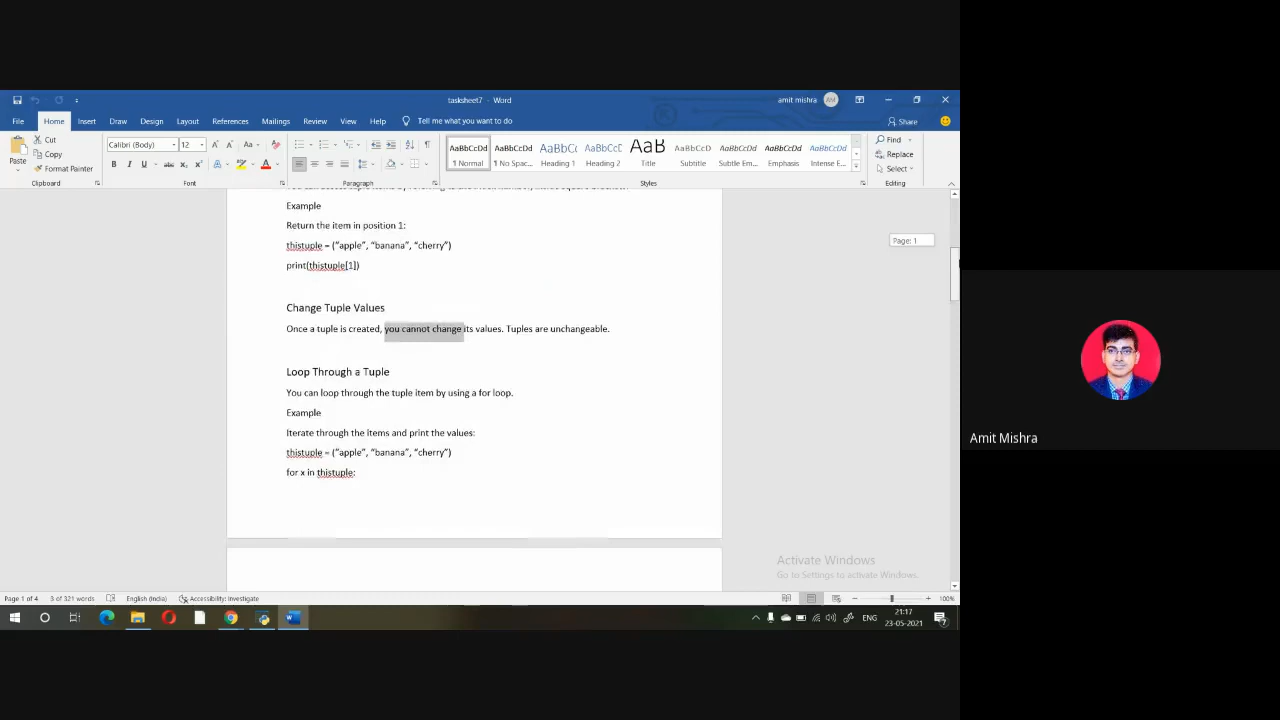 tasksheet7 - Word
amit mishra
AM
File Home Insert Draw Design Layout References Mailings Review View Help Tell me what you want to do
Share
Paste
Cut
Copy
Format Painter
Clipboard
Calibri (Body) 12
Font
Paragraph
AaBbCcDd AaBbCcDd AaBbC( AaBbCcC AaB AaBbCcD AaBbCcDd AaBbCcDd AaBbCcDd
¶ Normal ¶ No Spac... Heading 1 Heading 2 Title Subtitle Subtle Em... Emphasis Intense E...
Styles
Find
Replace
Select
Editing
Page: 1
Example
Return the item in position 1:
thistuple = (“apple”, “banana”, “cherry”)
print(thistuple[1])
Change Tuple Values
Once a tuple is created, you cannot change its values. Tuples are unchangeable.
Loop Through a Tuple
You can loop through the tuple item by using a for loop.
Example
Iterate through the items and print the values:
thistuple = (“apple”, “banana”, “cherry”)
for x in thistuple:
Amit Mishra
Activate Windows
Go to Settings to activate Windows.
Page 1 of 4 3 of 321 words English (India) Accessibility: Investigate 100%
ENG
21:17
23-05-2021